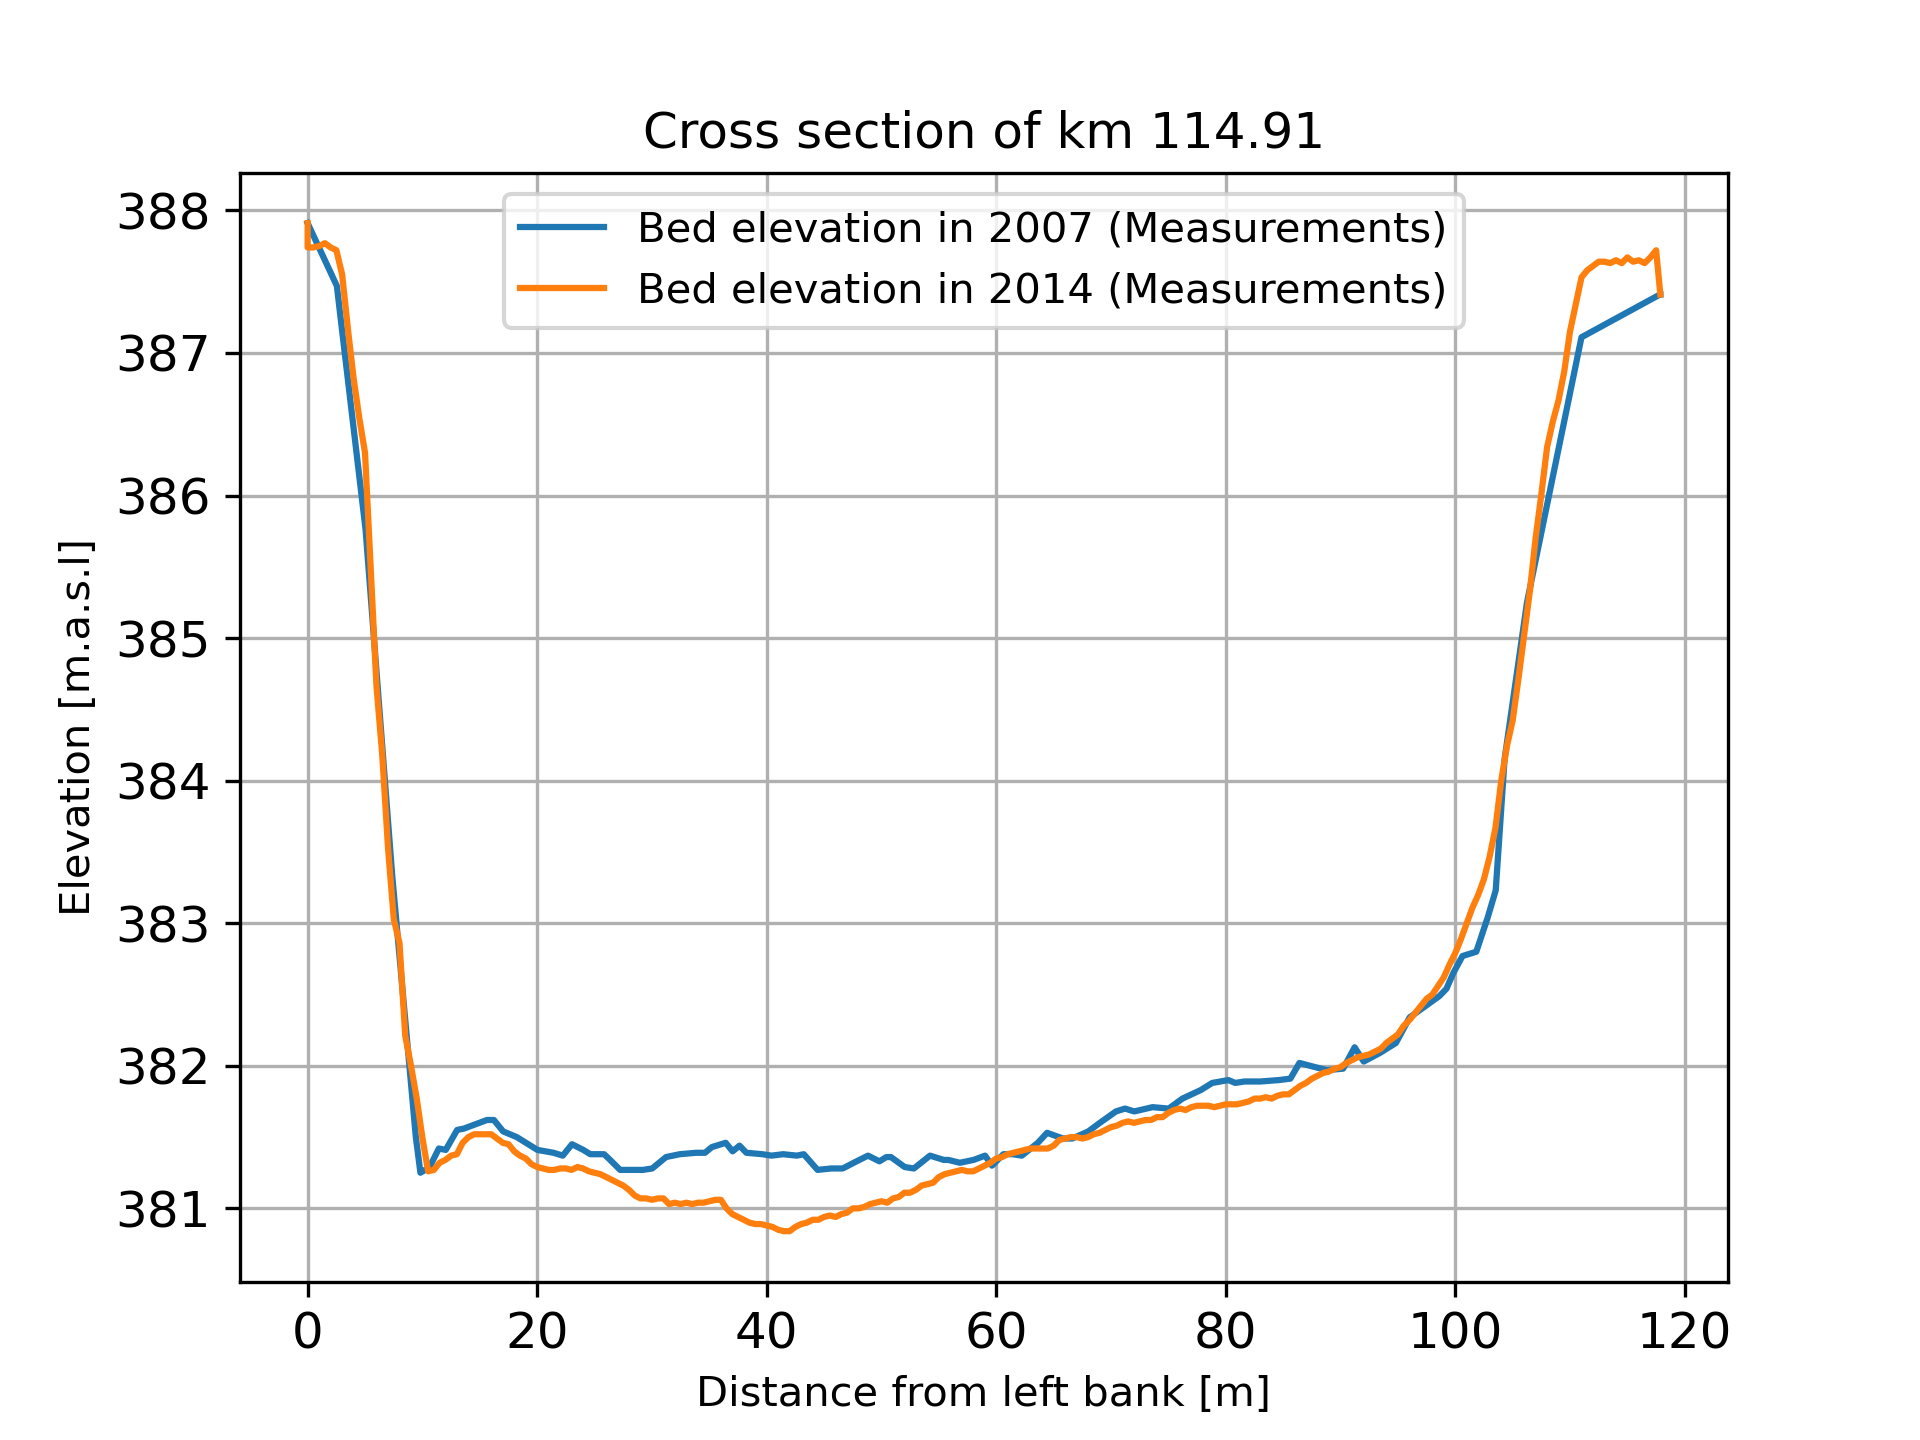 Cross section of km 114.91
Bed elevation in 2007 (Measurements)
Bed elevation in 2014 (Measurements)
388
387
386
385
384
383
382
381
Elevation [m.a.s.l]
0 20 40 60 80 100 120
Distance from left bank [m]